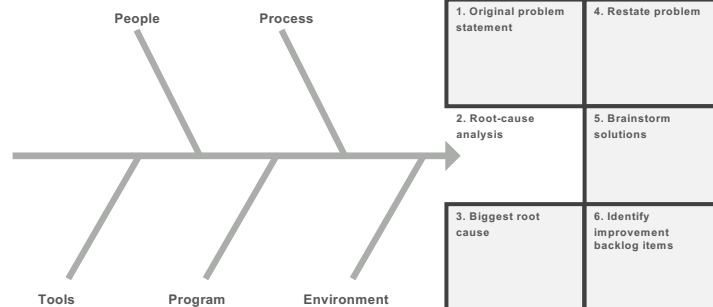 People
Process
Tools
Program
Environment
1. Original problem
statement
4. Restate problem
2. Root-cause
analysis
5. Brainstorm
solutions
3. Biggest root
cause
6. Identify
improvement
backlog items